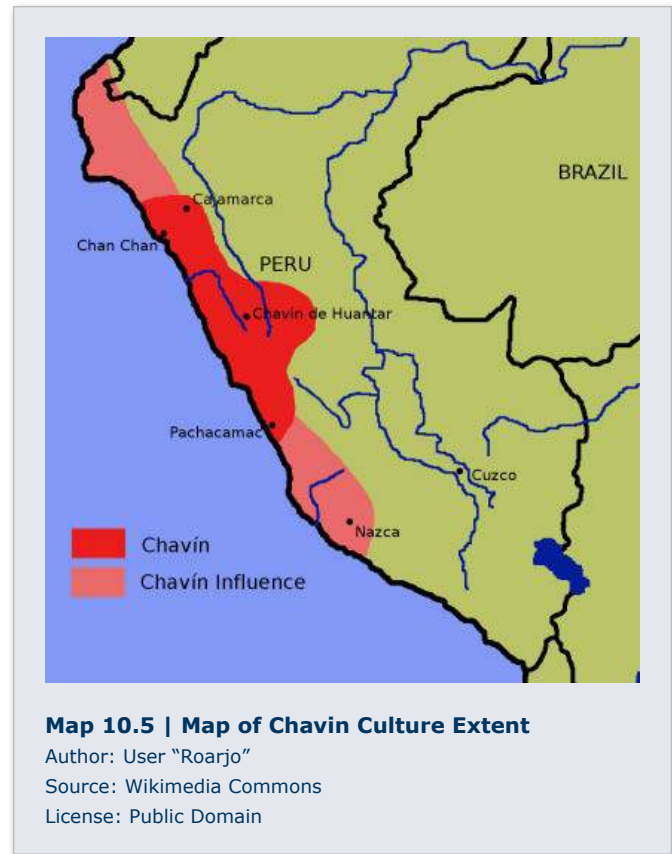 BRAZIL
Cajamarca
Chan Chan
PERU
Chavín de Huantar
Pachacamac
Cuzco
Nazca
Chavín
Chavín Influence
Map 10.5 | Map of Chavin Culture Extent
Author: User “Roarjo”
Source: Wikimedia Commons
License: Public Domain